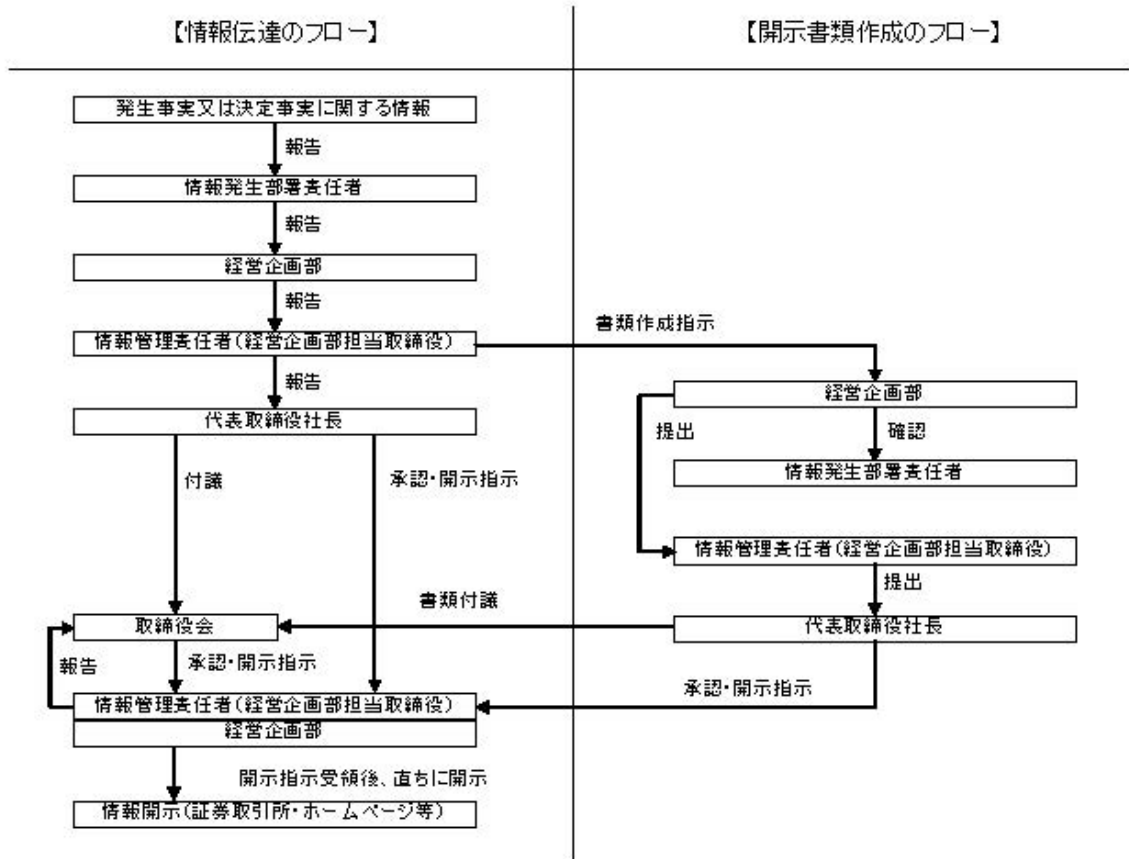 【情報伝達のフロー】
【開示書類作成のフロー】
発生事実又は決定事実に関する情報
報告
情報発生部署責任者
報告
経営企画部
報告
情報管理責任者(経営企画部担当取締役)
書類作成指示
報告
経営企画部
代表取締役社長
提出
確認
付議
承認・開示指示
情報発生部署責任者
情報管理責任者(経営企画部担当取締役)
提出
書類付議
取締役会
代表取締役社長
報告
承認・開示指示
承認・開示指示
情報管理責任者(経営企画部担当取締役)
経営企画部
開示指示受領後、直ちに開示
情報開示(証券取引所・ホームページ等)